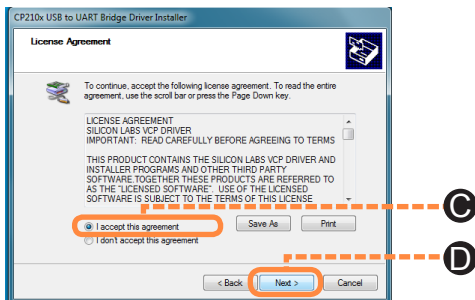 CP210x USB to UART Bridge Driver Installer
License Agreement
To continue, accept the following license agreement. To read the entire
agreement, use the scroll bar or press the Page Down key.
LICENSE AGREEMENT
SILICON LABS VCP DRIVER
IMPORTANT: READ CAREFULLY BEFORE AGREEING TO TERMS
THIS PRODUCT CONTAINS THE SILICON LABS VCP DRIVER AND
INSTALLER PROGRAMS AND OTHER THIRD PARTY
SOFTWARE.TOGETHER THESE PRODUCTS ARE REFERRED TO
AS THE "LICENSED SOFTWARE". USE OF THE LICENSED
SOFTWARE IS SUBJECT TO THE TERMS OF THIS LICENSE
C
I accept this agreement Save As Print
I don't accept this agreement
D
< Back Next > Cancel